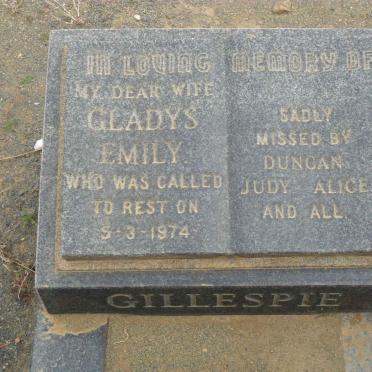 IN LOVING MEMORY OF
MY DEAR WIFE
GLADYS
EMILY.
WHO WAS CALLED
TO REST ON
3-3-1974.
SADLY
MISSED BY
DUNCAN,
JUDY ALICE
AND ALL.
GILLESPIE